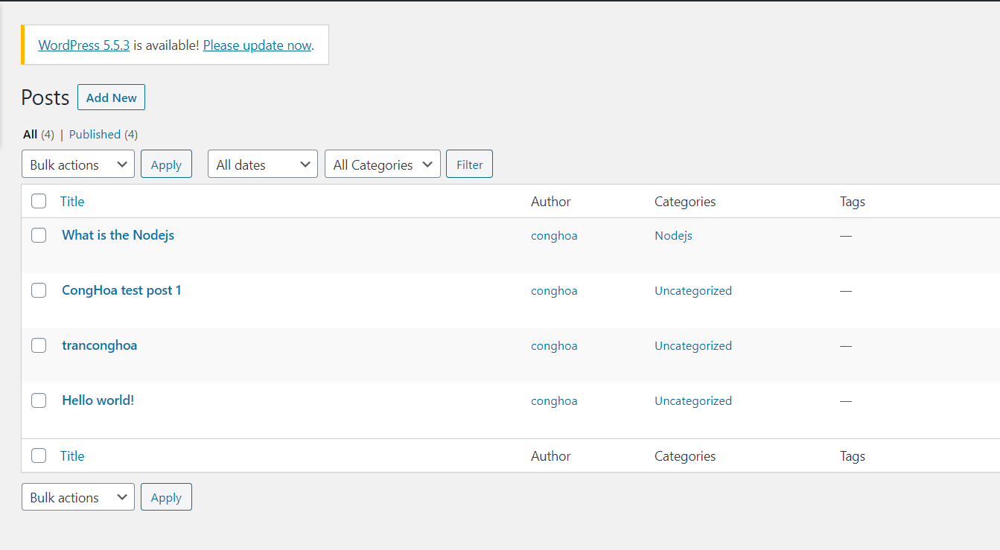 WordPress 5.5.3 is available! Please update now.
Posts Add New
All (4) | Published (4)
Bulk actions Apply All dates All Categories Filter
Title Author Categories Tags
What is the Nodejs conghoa Nodejs —
CongHoa test post 1 conghoa Uncategorized —
tranconghoa conghoa Uncategorized —
Hello world! conghoa Uncategorized —
Title Author Categories Tags
Bulk actions Apply